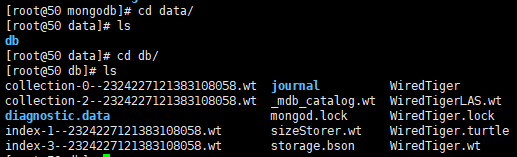 [root@50 mongodb]# cd data/
[root@50 data]# ls
db
[root@50 data]# cd db/
[root@50 db]# ls
collection-0--2324227121383108058.wt journal WiredTiger
collection-2--2324227121383108058.wt _mdb_catalog.wt WiredTigerLAS.wt
diagnostic.data mongod.lock WiredTiger.lock
index-1--2324227121383108058.wt sizeStorer.wt WiredTiger.turtle
index-3--2324227121383108058.wt storage.bson WiredTiger.wt